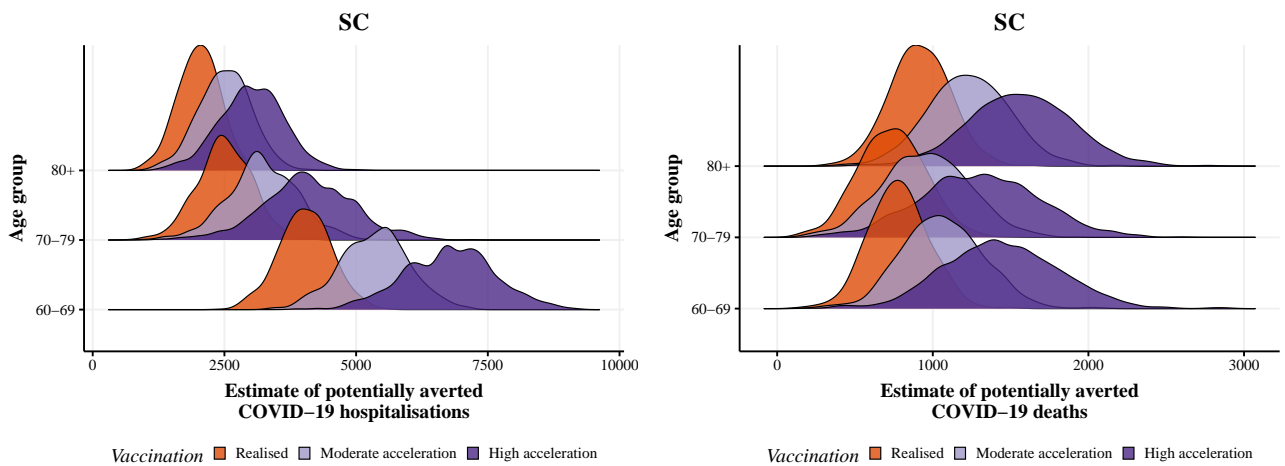 SC
Age group
80+
70−79
60−69
0 2500 5000 7500 10000
Estimate of potentially averted
COVID−19 hospitalisations
Vaccination Realised Moderate acceleration High acceleration
SC
Age group
80+
70−79
60−69
0 1000 2000 3000
Estimate of potentially averted
COVID−19 deaths
Vaccination Realised Moderate acceleration High acceleration